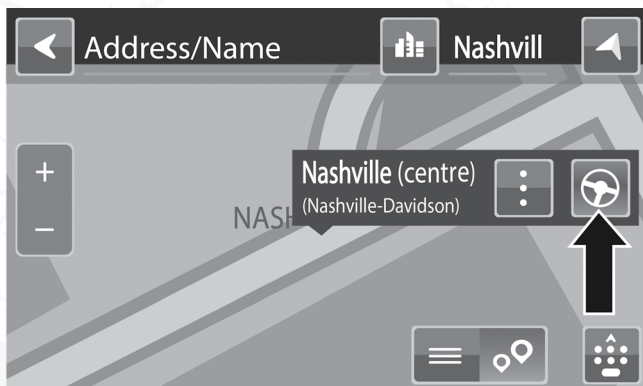 Address/Name
Nashvill
Nashville (centre)
(Nashville-Davidson)
NASH
+
−